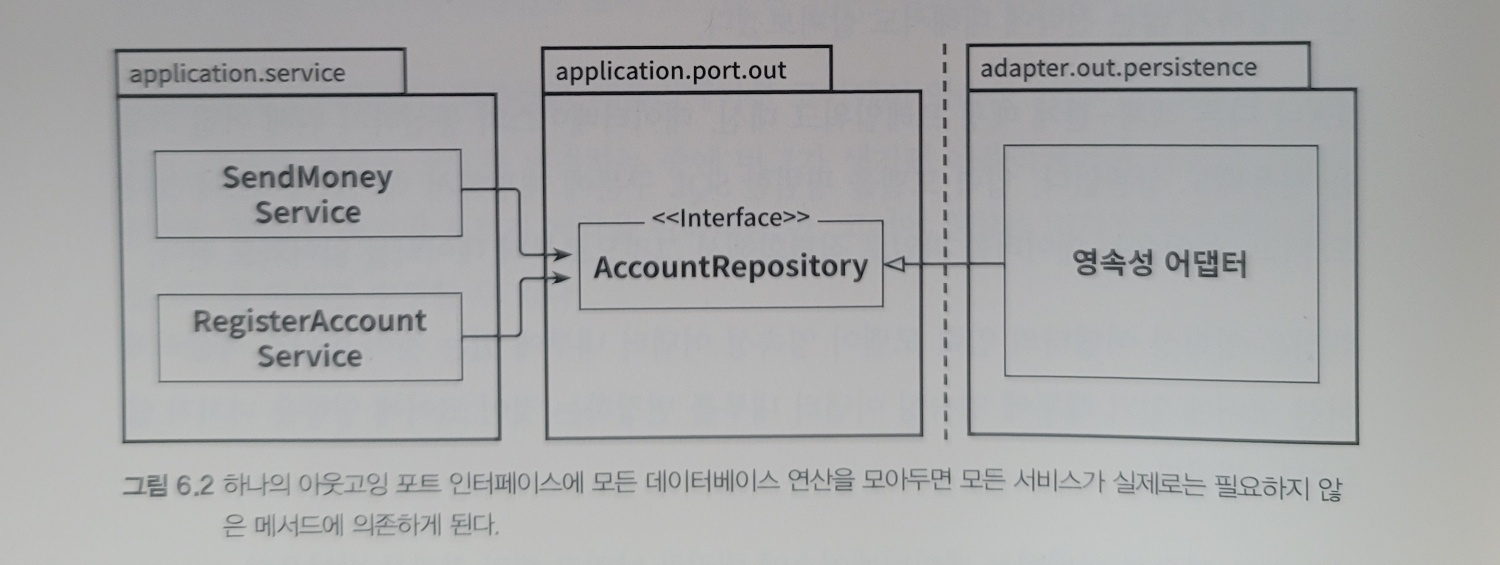 application.service
application.port.out
adapter.out.persistence
SendMoney
Service
RegisterAccount
Service
<<Interface>>
AccountRepository
영속성 어댑터
그림 6.2 하나의 아웃고잉 포트 인터페이스에 모든 데이터베이스 연산을 모아두면 모든 서비스가 실제로는 필요하지 않
은 메서드에 의존하게 된다.